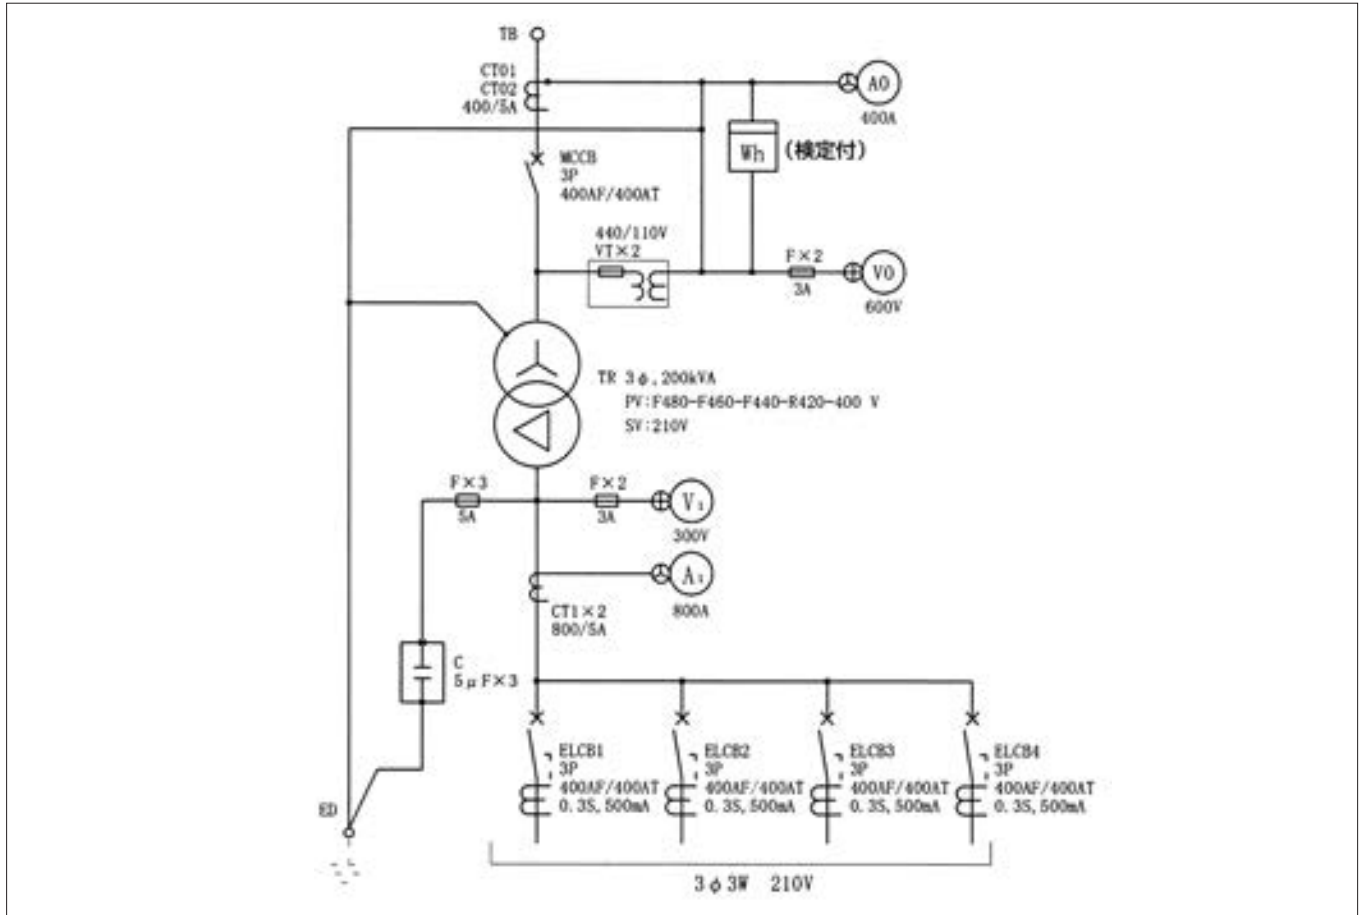 TB
CT01
CT02
400/5A
A0
400A
Wh
(検定付)
MCCB
3P
400AF/400AT
440/110V
VT×2
F×2
3A
V0
600V
TR 3φ,200kVA
PV:F480-F460-F440-R420-400 V
SV:210V
F×3
5A
F×2
3A
V₁
300V
A₁
800A
CT1×2
800/5A
C
5μF×3
ELCB1
3P
400AF/400AT
0.3S,500mA
ELCB2
3P
400AF/400AT
0.3S,500mA
ELCB3
3P
400AF/400AT
0.3S,500mA
ELCB4
3P
400AF/400AT
0.3S,500mA
ED
3φ3W 210V